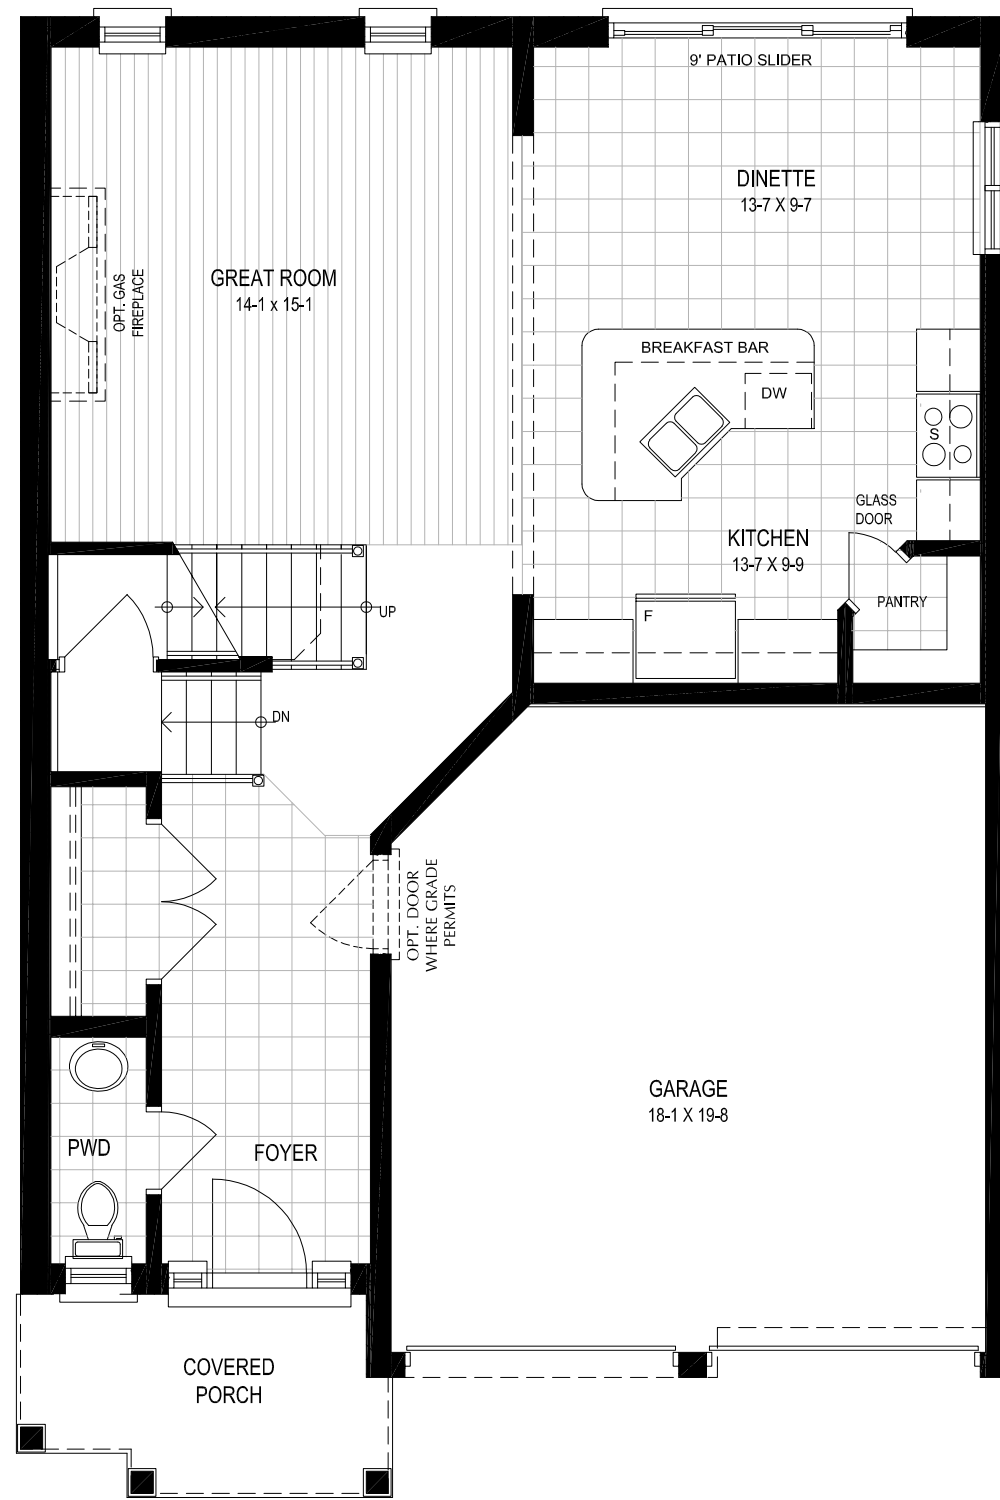 9' PATIO SLIDER
DINETTE
13-7 X 9-7
GREAT ROOM
14-1 x 15-1
OPT. GAS
FIREPLACE
BREAKFAST BAR
DW
S
GLASS
DOOR
KITCHEN
13-7 X 9-9
PANTRY
F
UP
DN
OPT. DOOR
WHERE GRADE
PERMITS
GARAGE
18-1 X 19-8
PWD
FOYER
COVERED
PORCH